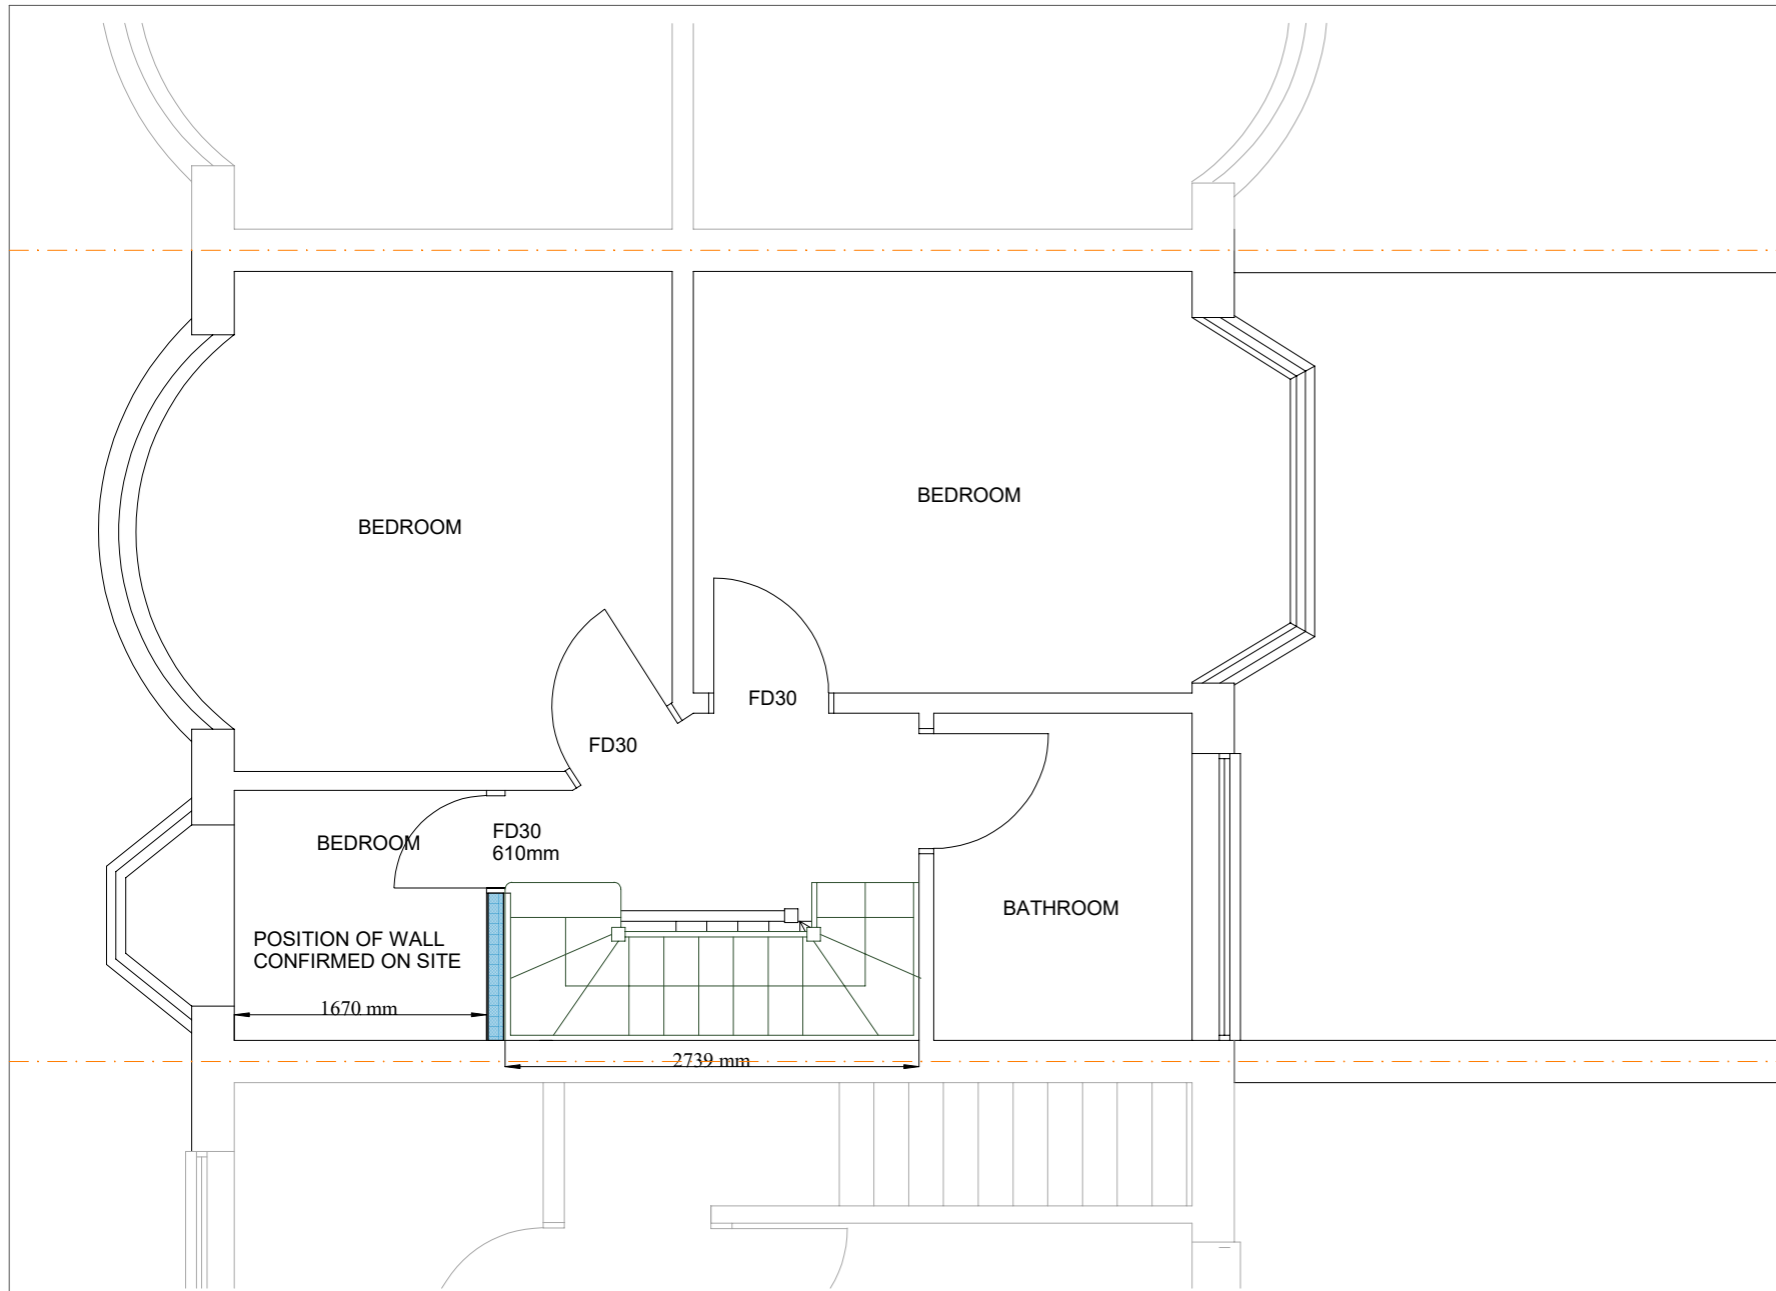 BEDROOM
BEDROOM
FD30
FD30
BEDROOM
FD30
610mm
BATHROOM
POSITION OF WALL
CONFIRMED ON SITE
1670 mm
2739 mm